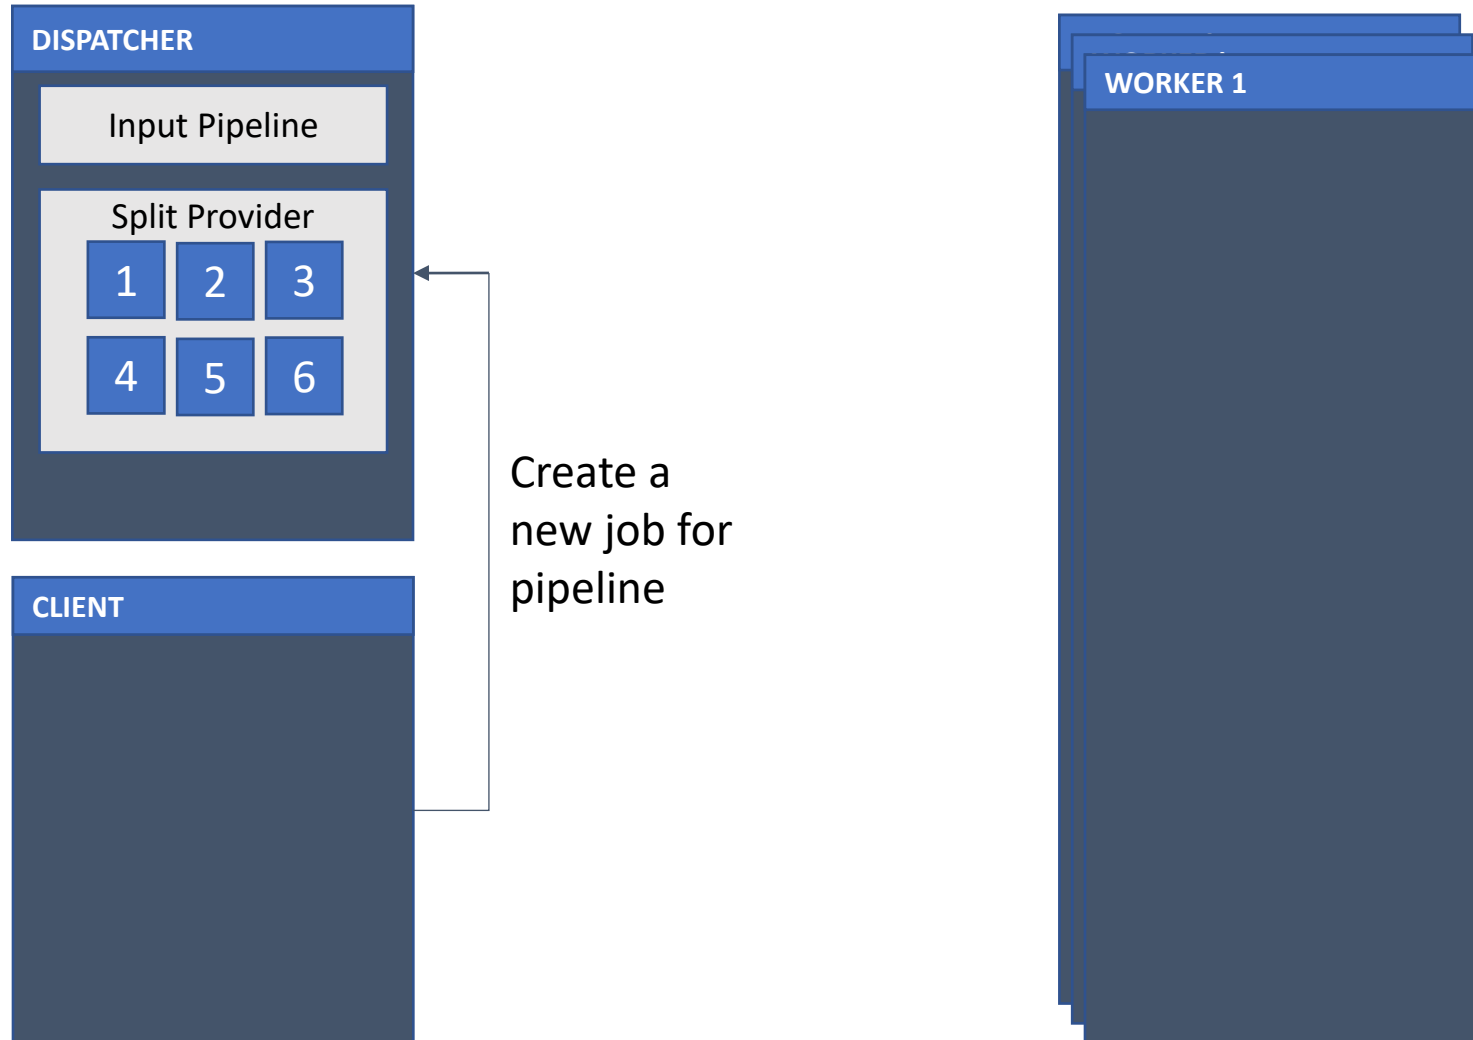 DISPATCHER
Input Pipeline
Split Provider
1 2 3
4 5 6
Create a
new job for
pipeline
CLIENT
WORKER 1